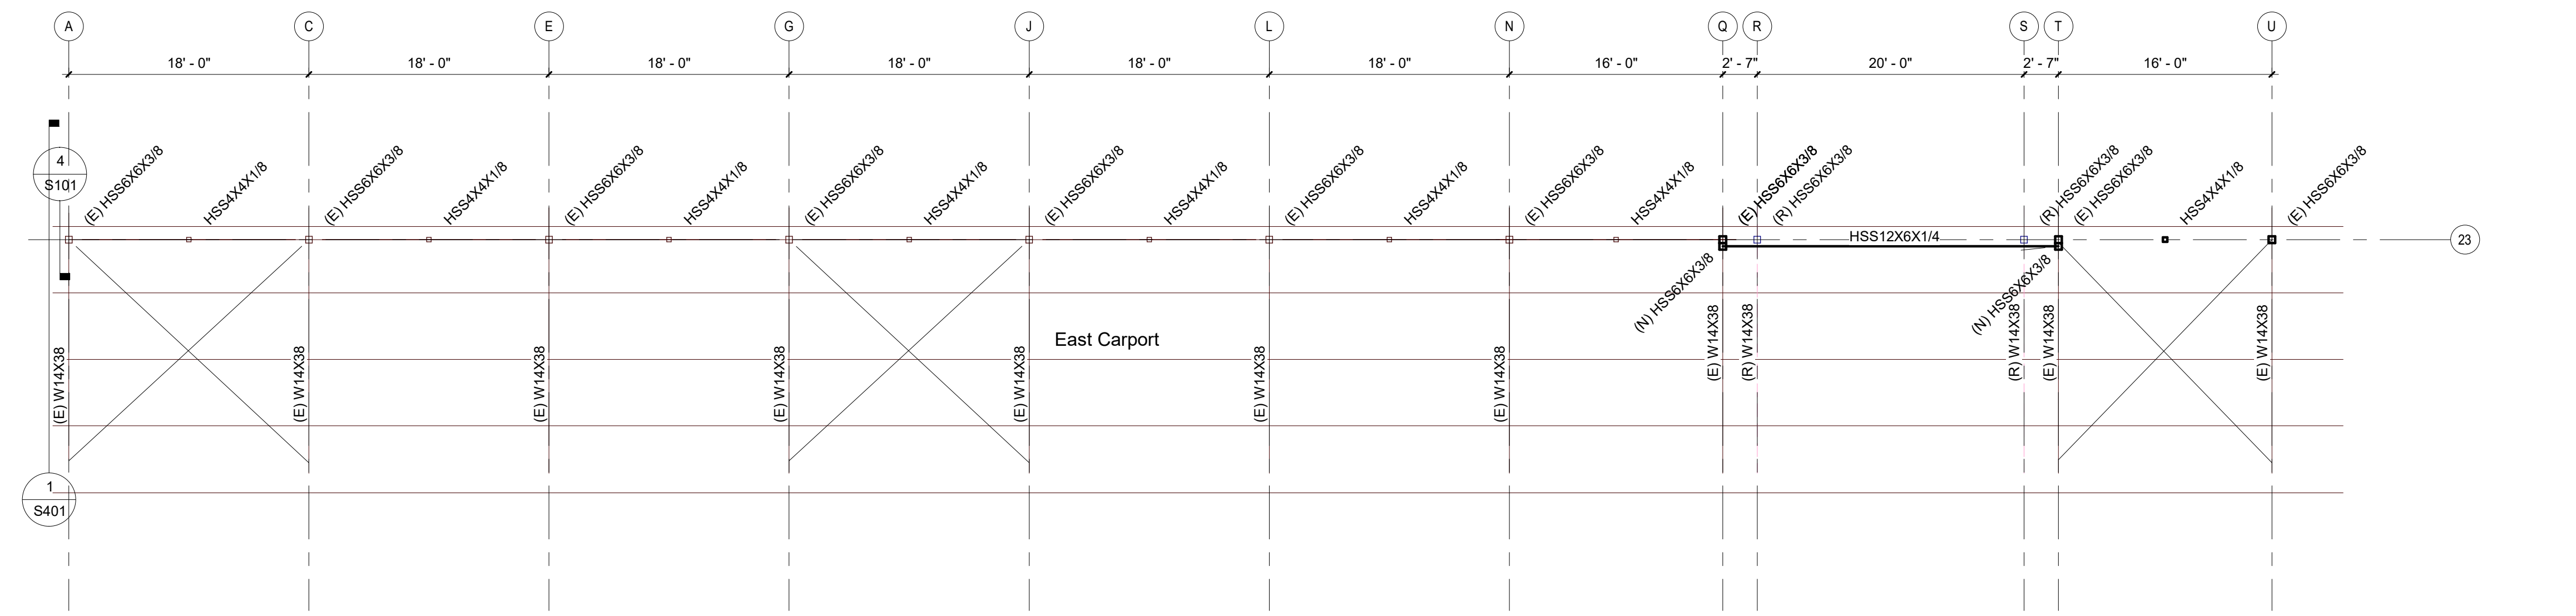 A
C
E
G
J
L
N
Q
R
S
T
U
18' - 0"
18' - 0"
18' - 0"
18' - 0"
18' - 0"
18' - 0"
16' - 0"
2' - 7"
20' - 0"
2' - 7"
16' - 0"
4
S101
(E) HSS6X6X3/8
HSS4X4X1/8
(E) HSS6X6X3/8
HSS4X4X1/8
(E) HSS6X6X3/8
HSS4X4X1/8
(E) HSS6X6X3/8
HSS4X4X1/8
(E) HSS6X6X3/8
HSS4X4X1/8
(E) HSS6X6X3/8
HSS4X4X1/8
(E) HSS6X6X3/8
HSS4X4X1/8
(E) HSS6X6X3/8
(R) HSS6X6X3/8
(R) HSS6X6X3/8
(E) HSS6X6X3/8
HSS4X4X1/8
(E) HSS6X6X3/8
HSS12X6X1/4
23
(N) HSS6X6X3/8
(N) HSS6X6X3/8
East Carport
(E) W14X38
(E) W14X38
(E) W14X38
(E) W14X38
(E) W14X38
(E) W14X38
(E) W14X38
(E) W14X38
(R) W14X38
(R) W14X38
(E) W14X38
(E) W14X38
1
S401